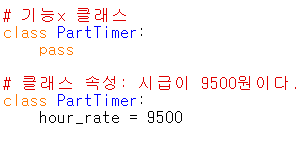 # 기능x 클래스
class PartTimer:
    pass
# 클래스 속성: 시급이 9500원이다.
class PartTimer:
    hour_rate = 9500